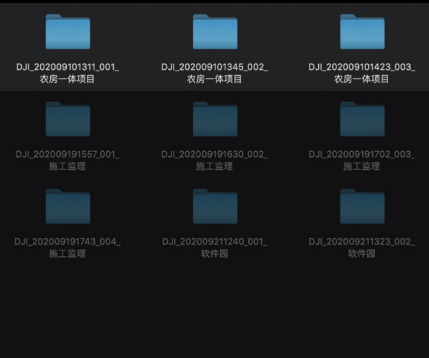 DJI_202009101311_001_
农房一体项目
DJI_202009101345_002_
农房一体项目
DJI_202009101423_003_
农房一体项目
DJI_202009191557_001_
施工监理
DJI_202009191630_002_
施工监理
DJI_202009191702_003_
施工监理
DJI_202009191743_004_
施工监理
DJI_202009211240_001_
软件园
DJI_202009211323_002_
软件园